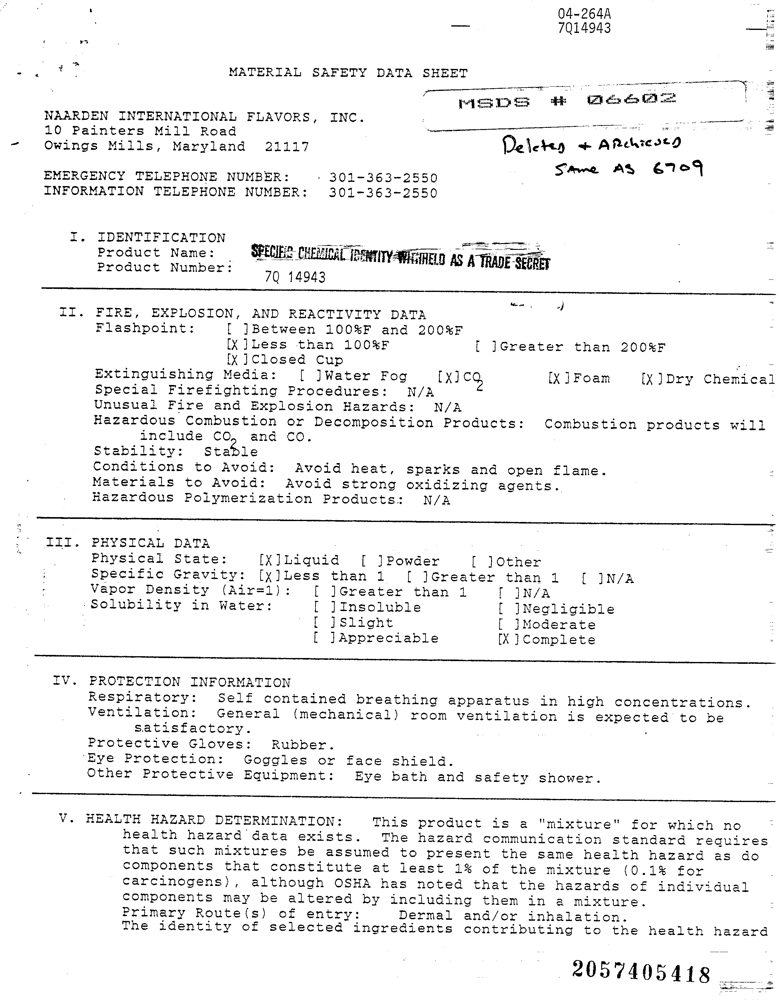 04-264A
7Q14943
MATERIAL SAFETY DATA SHEET
MSDS # 06602
NAARDEN INTERNATIONAL FLAVORS, INC.
10 Painters Mill Road
Owings Mills, Maryland 21117
Deleted + ARchieved
SAme AS 6709
EMERGENCY TELEPHONE NUMBER: 301-363-2550
INFORMATION TELEPHONE NUMBER: 301-363-2550
I. IDENTIFICATION
Product Name: SPECIFIC CHEMICAL IDENTITY WITHHELD AS A TRADE SECRET
Product Number: 7Q 14943
II. FIRE, EXPLOSION, AND REACTIVITY DATA
Flashpoint: [ ]Between 100%F and 200%F
[X]Less than 100%F [ ]Greater than 200%F
[X]Closed Cup
Extinguishing Media: [ ]Water Fog [X]CO2 [X]Foam [X]Dry Chemical
Special Firefighting Procedures: N/A
Unusual Fire and Explosion Hazards: N/A
Hazardous Combustion or Decomposition Products: Combustion products will
include CO2 and CO.
Stability: Stable
Conditions to Avoid: Avoid heat, sparks and open flame.
Materials to Avoid: Avoid strong oxidizing agents.
Hazardous Polymerization Products: N/A
III. PHYSICAL DATA
Physical State: [X]Liquid [ ]Powder [ ]Other
Specific Gravity: [X]Less than 1 [ ]Greater than 1 [ ]N/A
Vapor Density (Air=1): [ ]Greater than 1 [ ]N/A
Solubility in Water: [ ]Insoluble [ ]Negligible
[ ]Slight [ ]Moderate
[ ]Appreciable [X]Complete
IV. PROTECTION INFORMATION
Respiratory: Self contained breathing apparatus in high concentrations.
Ventilation: General (mechanical) room ventilation is expected to be
satisfactory.
Protective Gloves: Rubber.
Eye Protection: Goggles or face shield.
Other Protective Equipment: Eye bath and safety shower.
V. HEALTH HAZARD DETERMINATION: This product is a "mixture" for which no
health hazard data exists. The hazard communication standard requires
that such mixtures be assumed to present the same health hazard as do
components that constitute at least 1% of the mixture (0.1% for
carcinogens), although OSHA has noted that the hazards of individual
components may be altered by including them in a mixture.
Primary Route(s) of entry: Dermal and/or inhalation.
The identity of selected ingredients contributing to the health hazard
2057405418